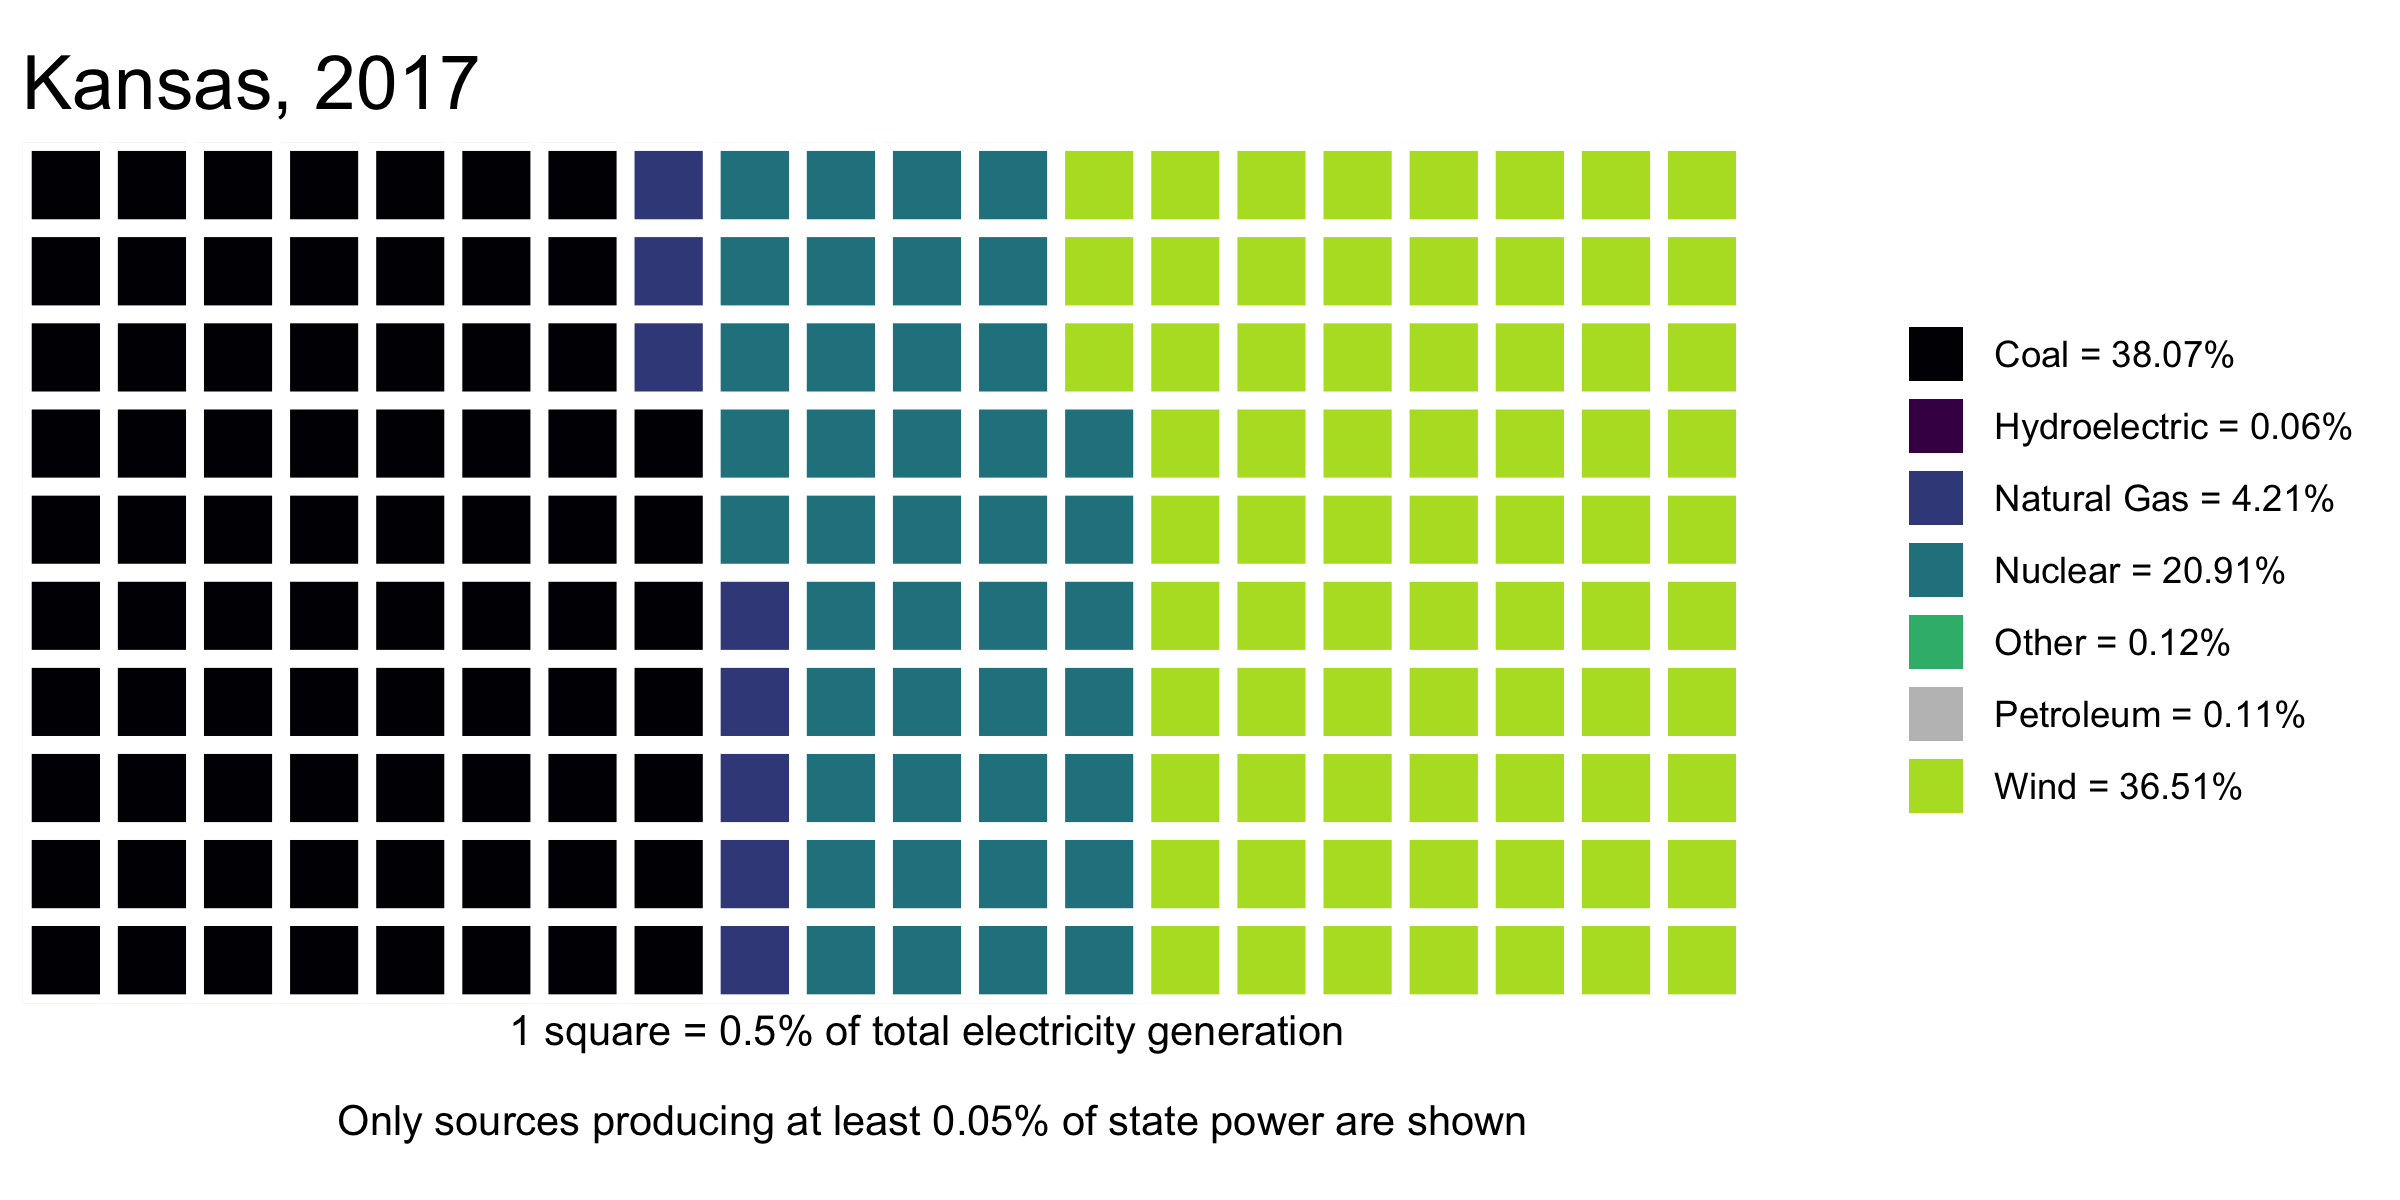 Kansas, 2017
Coal = 38.07%
Hydroelectric = 0.06%
Natural Gas = 4.21%
Nuclear = 20.91%
Other = 0.12%
Petroleum = 0.11%
Wind = 36.51%
1 square = 0.5% of total electricity generation
Only sources producing at least 0.05% of state power are shown